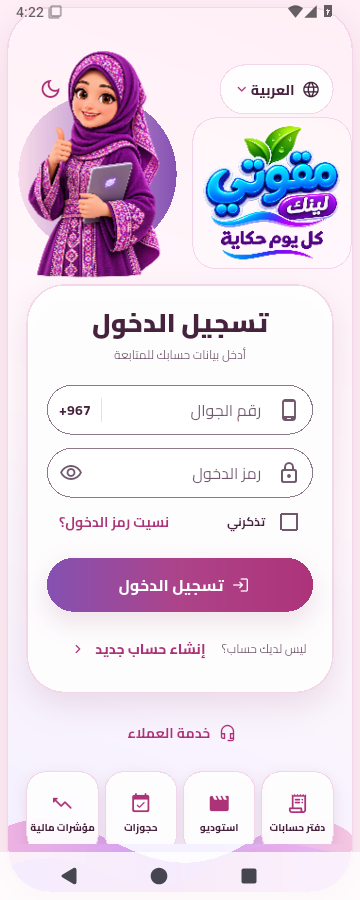 4:22
العربية
مقوتي
لينك
كل يوم حكاية
تسجيل الدخول
أدخل بيانات حسابك للمتابعة
رقم الجوال
+967
رمز الدخول
تذكرني
نسيت رمز الدخول؟
تسجيل الدخول
ليس لديك حساب؟ إنشاء حساب جديد
خدمة العملاء
دفتر حسابات
استوديو
حجوزات
مؤشرات مالية